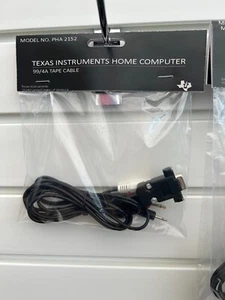 MODEL NO. PHA 2152
TEXAS INSTRUMENTS HOME COMPUTER
99/4A TAPE CABLE